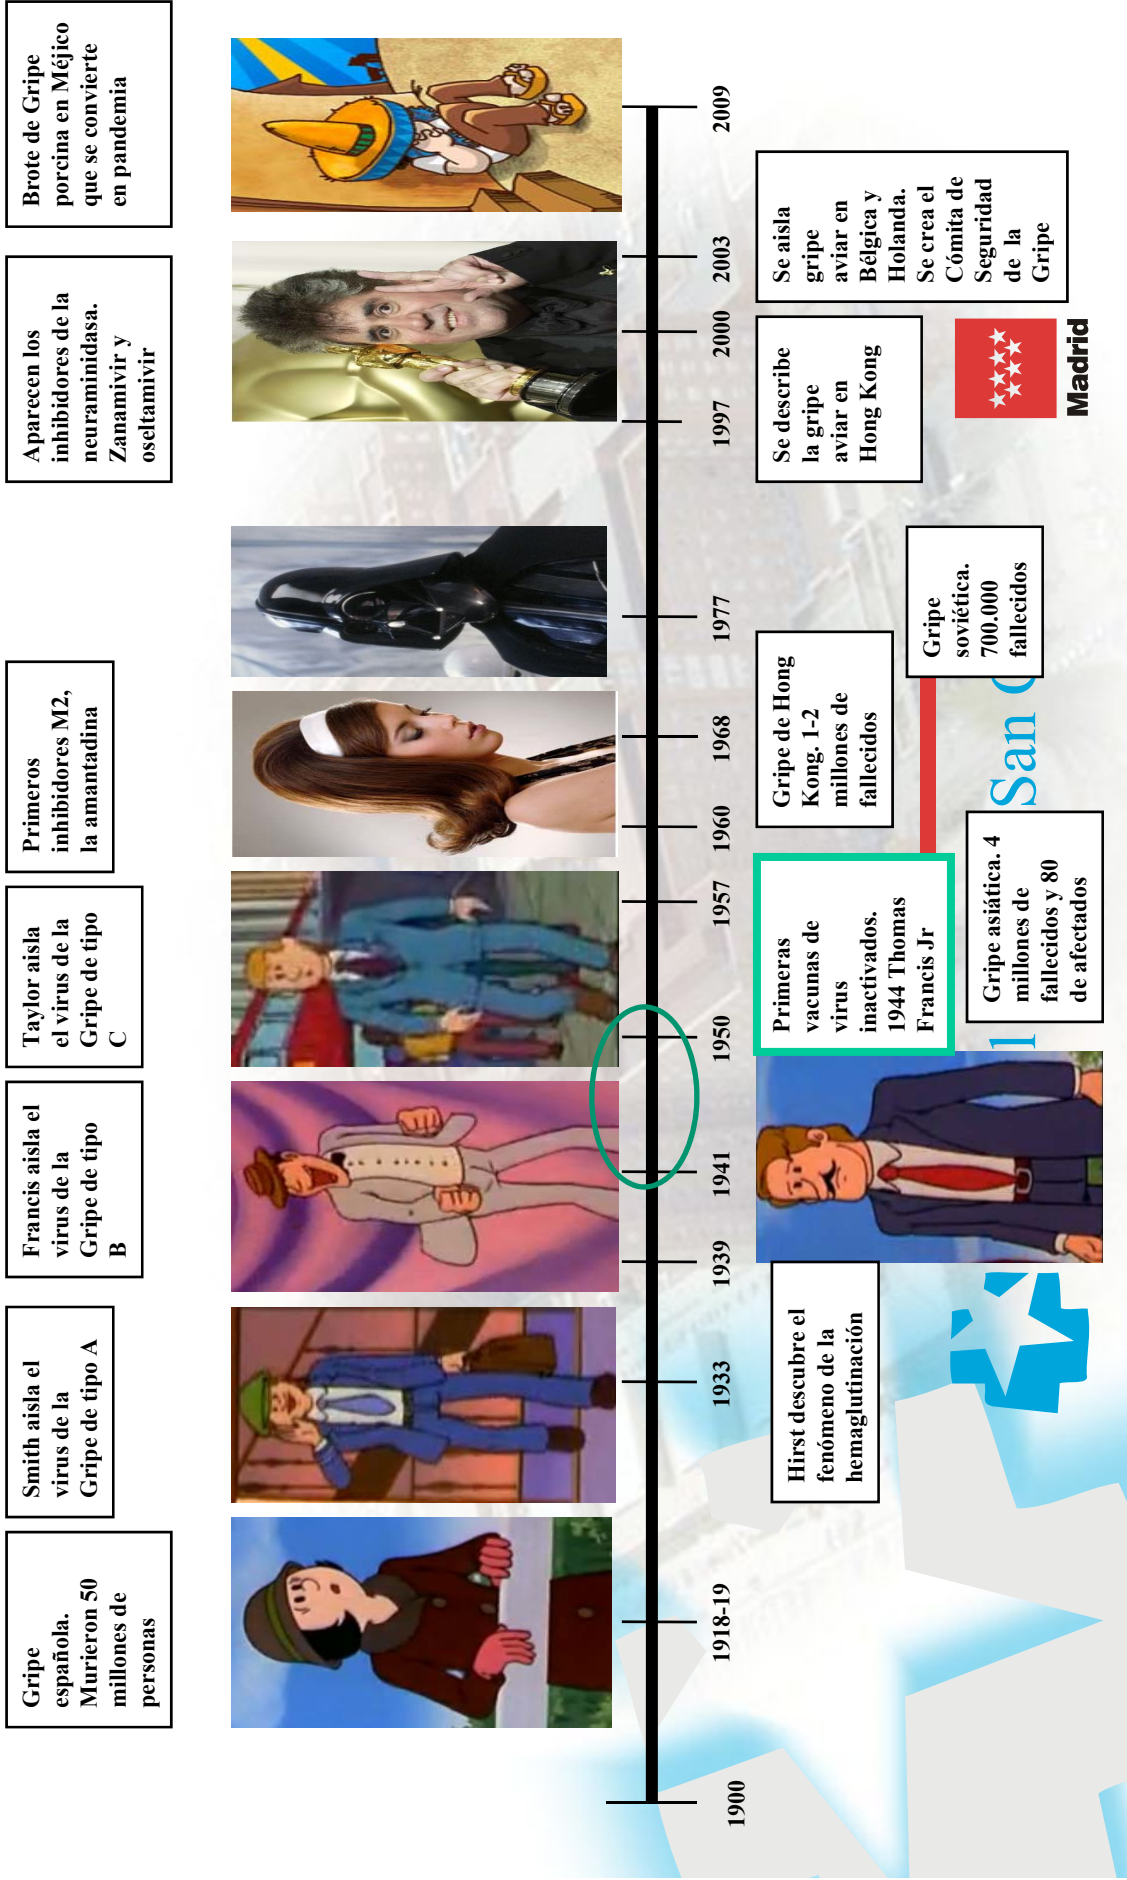 Gripe
española.
Murieron 50
millones de
personas
Smith aisla el
virus de la
Gripe de tipo A
Francis aisla el
virus de la
Gripe de tipo
B
Taylor aisla
el virus de la
Gripe de tipo
C
Primeros
inhibidores M2,
la amantadina
Aparecen los
inhibidores de la
neuraminidasa.
Zanamivir y
oseltamivir
Brote de Gripe
porcina en Méjico
que se convierte
en pandemia
1900
1918-19
1933
1939
1941
1950
1957
1960
1968
1977
1997
2000
2003
2009
Hirst descubre el
fenómeno de la
hemaglutinación
Primeras
vacunas de
virus
inactivados.
1944 Thomas
Francis Jr
Gripe asiática. 4
millones de
fallecidos y 80
de afectados
Gripe de Hong
Kong. 1-2
millones de
fallecidos
Gripe
soviética.
700.000
fallecidos
Se describe
la gripe
aviar en
Hong Kong
Se aisla
gripe
aviar en
Bélgica y
Holanda.
Se crea el
Cómita de
Seguridad
de la
Gripe
l San C
Madrid